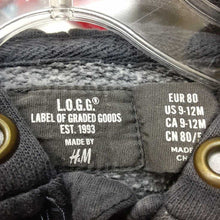 L.O.G.G.®
LABEL OF GRADED GOODS
EST. 1993
MADE BY
H&M
EUR 80
US 9-12M
CA 9-12M
CN 80/
MADE
CH